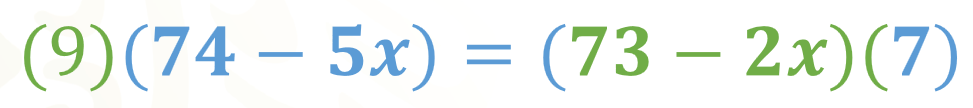 (9)(74 − 5x) = (73 − 2x)(7)